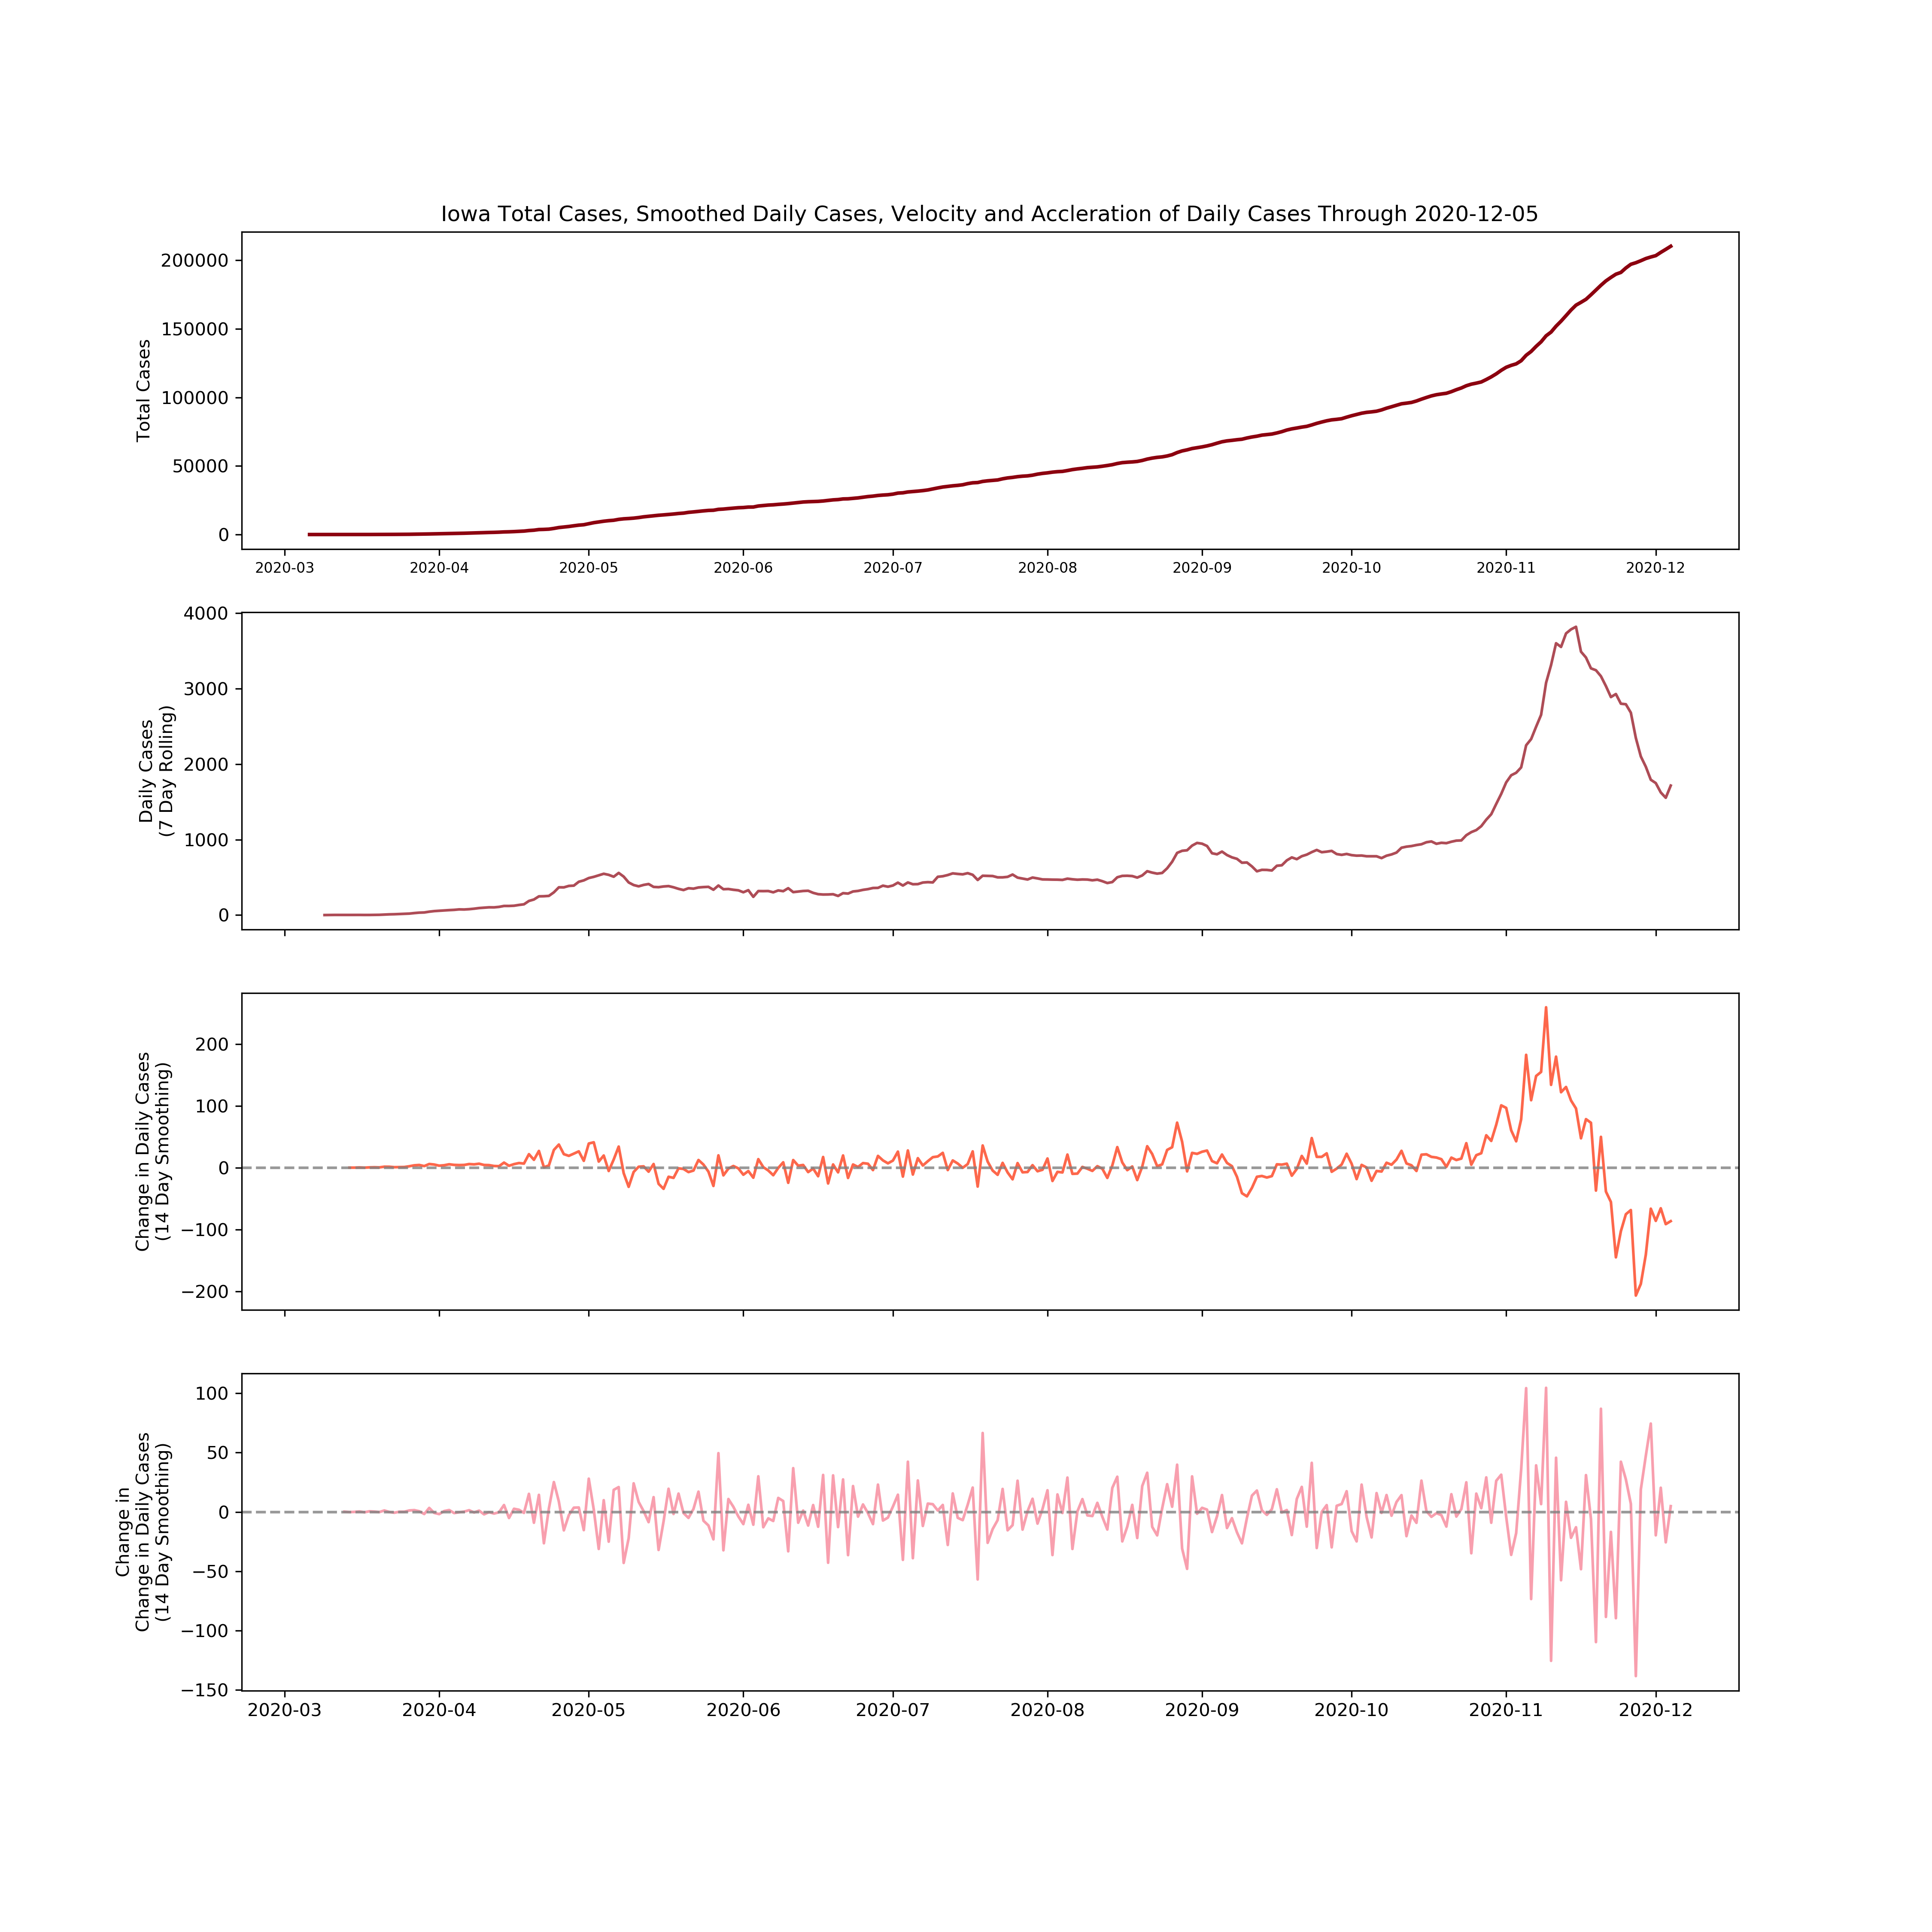 Iowa Total Cases, Smoothed Daily Cases, Velocity and Accleration of Daily Cases Through 2020-12-05
Total Cases
200000
150000
100000
50000
0
2020-03 2020-04 2020-05 2020-06 2020-07 2020-08 2020-09 2020-10 2020-11 2020-12
Daily Cases
(7 Day Rolling)
4000
3000
2000
1000
0
Change in Daily Cases
(14 Day Smoothing)
200
100
0
−100
−200
Change in
Change in Daily Cases
(14 Day Smoothing)
100
50
0
−50
−100
−150
2020-03 2020-04 2020-05 2020-06 2020-07 2020-08 2020-09 2020-10 2020-11 2020-12